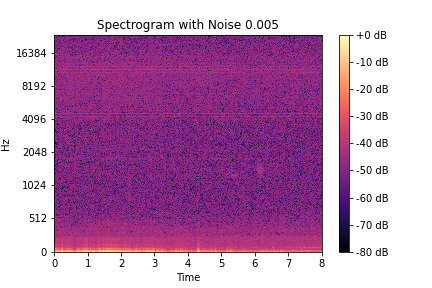 Spectrogram with Noise 0.005
Hz
16384
8192
4096
2048
1024
512
0
0 1 2 3 4 5 6 7 8
Time
+0 dB
-10 dB
-20 dB
-30 dB
-40 dB
-50 dB
-60 dB
-70 dB
-80 dB